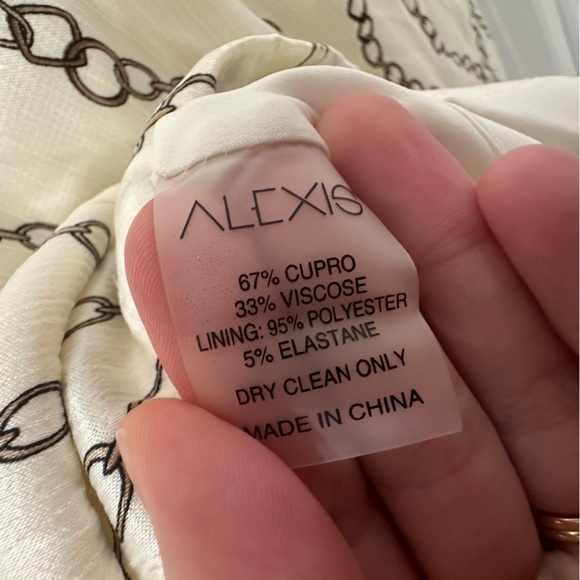 ALEXIS
67% CUPRO
33% VISCOSE
LINING: 95% POLYESTER
5% ELASTANE
DRY CLEAN ONLY
MADE IN CHINA